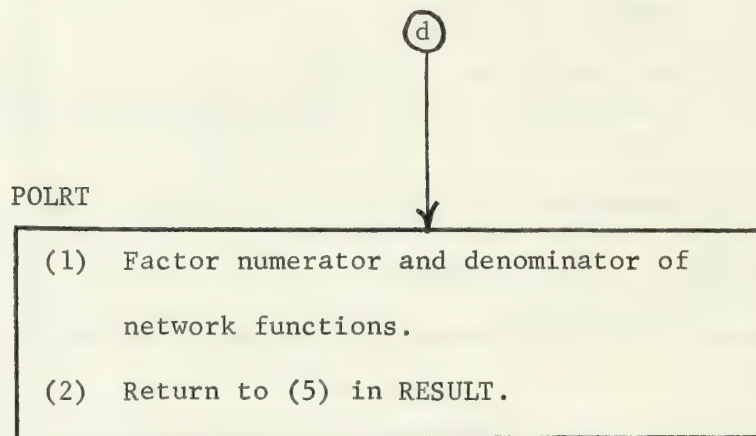 d
POLRT
(1) Factor numerator and denominator of
network functions.
(2) Return to (5) in RESULT.